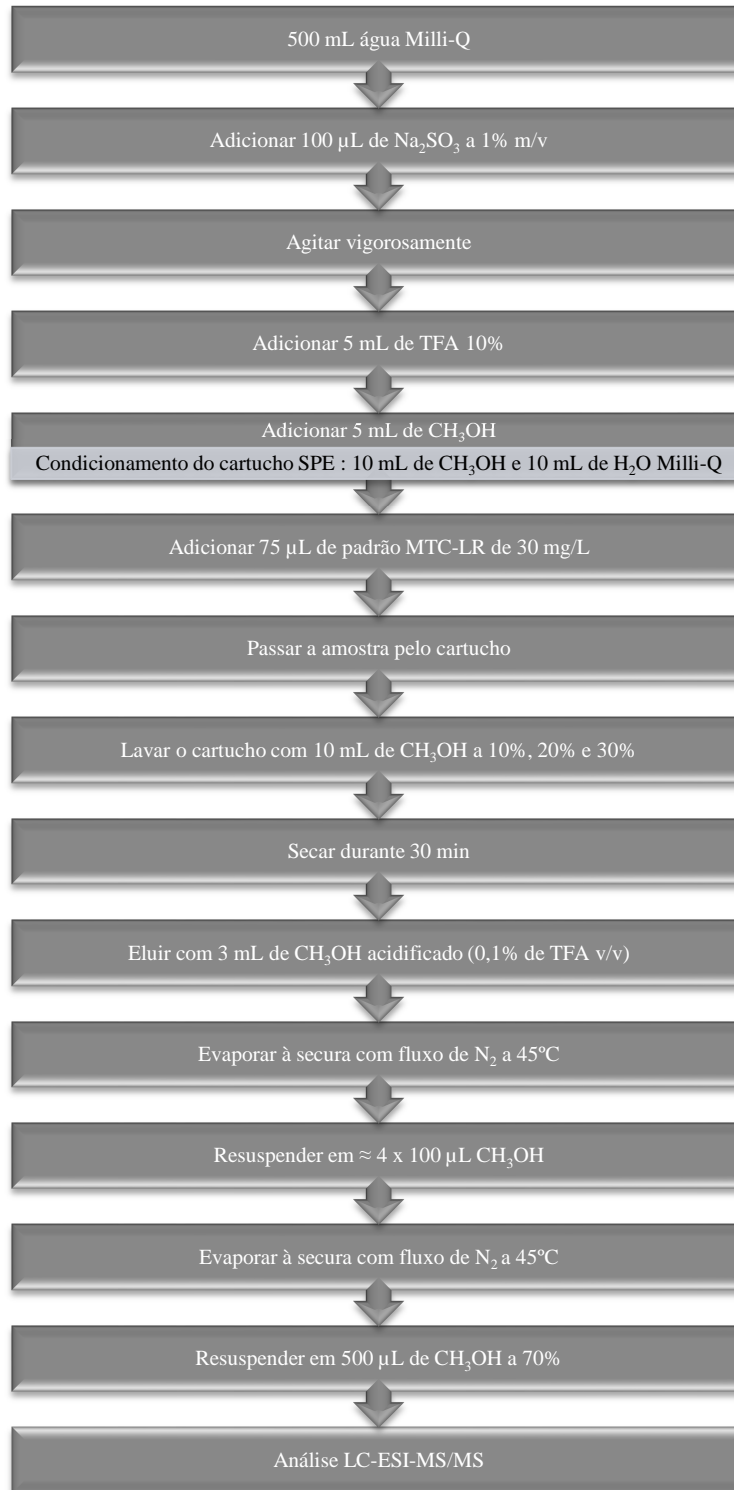 500 mL água Milli-Q
Adicionar 100 µL de Na₂SO₃ a 1% m/v
Agitar vigorosamente
Adicionar 5 mL de TFA 10%
Adicionar 5 mL de CH₃OH
Condicionamento do cartucho SPE : 10 mL de CH₃OH e 10 mL de H₂O Milli-Q
Adicionar 75 µL de padrão MTC-LR de 30 mg/L
Passar a amostra pelo cartucho
Lavar o cartucho com 10 mL de CH₃OH a 10%, 20% e 30%
Secar durante 30 min
Eluir com 3 mL de CH₃OH acidificado (0,1% de TFA v/v)
Evaporar à secura com fluxo de N₂ a 45ºC
Resuspender em ≈ 4 x 100 µL CH₃OH
Evaporar à secura com fluxo de N₂ a 45ºC
Resuspender em 500 µL de CH₃OH a 70%
Análise LC-ESI-MS/MS